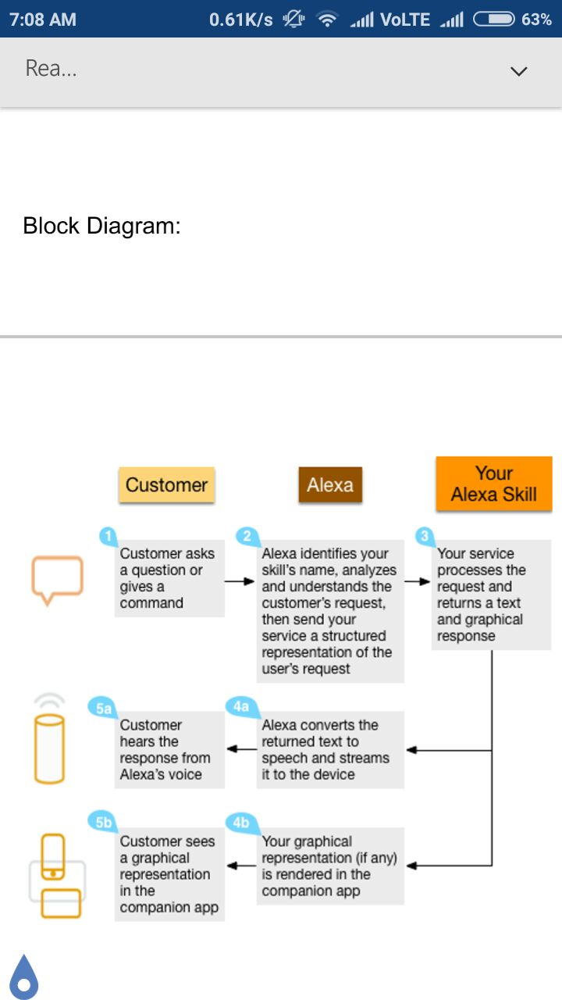 7:08 AM 0.61K/s VoLTE 63%
Rea...
Block Diagram:
Customer
Alexa
Your
Alexa Skill
1
Customer asks
a question or
gives a
command
2
Alexa identifies your
skill's name, analyzes
and understands the
customer's request,
then send your
service a structured
representation of the
user's request
3
Your service
processes the
request and
returns a text
and graphical
response
5a
Customer
hears the
response from
Alexa's voice
4a
Alexa converts the
returned text to
speech and streams
it to the device
5b
Customer sees
a graphical
representation
in the
companion app
4b
Your graphical
representation (if any)
is rendered in the
companion app